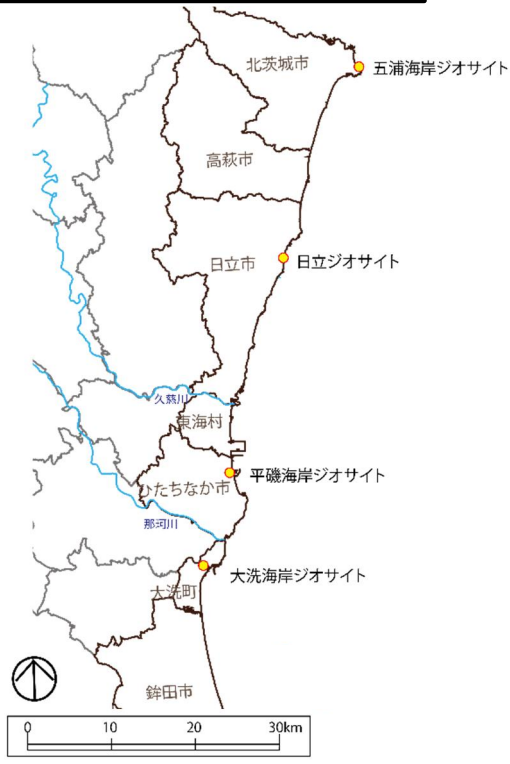 北茨城市
五浦海岸ジオサイト
高萩市
日立市
日立ジオサイト
久慈川
東海村
平磯海岸ジオサイト
ひたちなか市
那珂川
大洗海岸ジオサイト
大洗町
鉾田市
0 10 20 30km